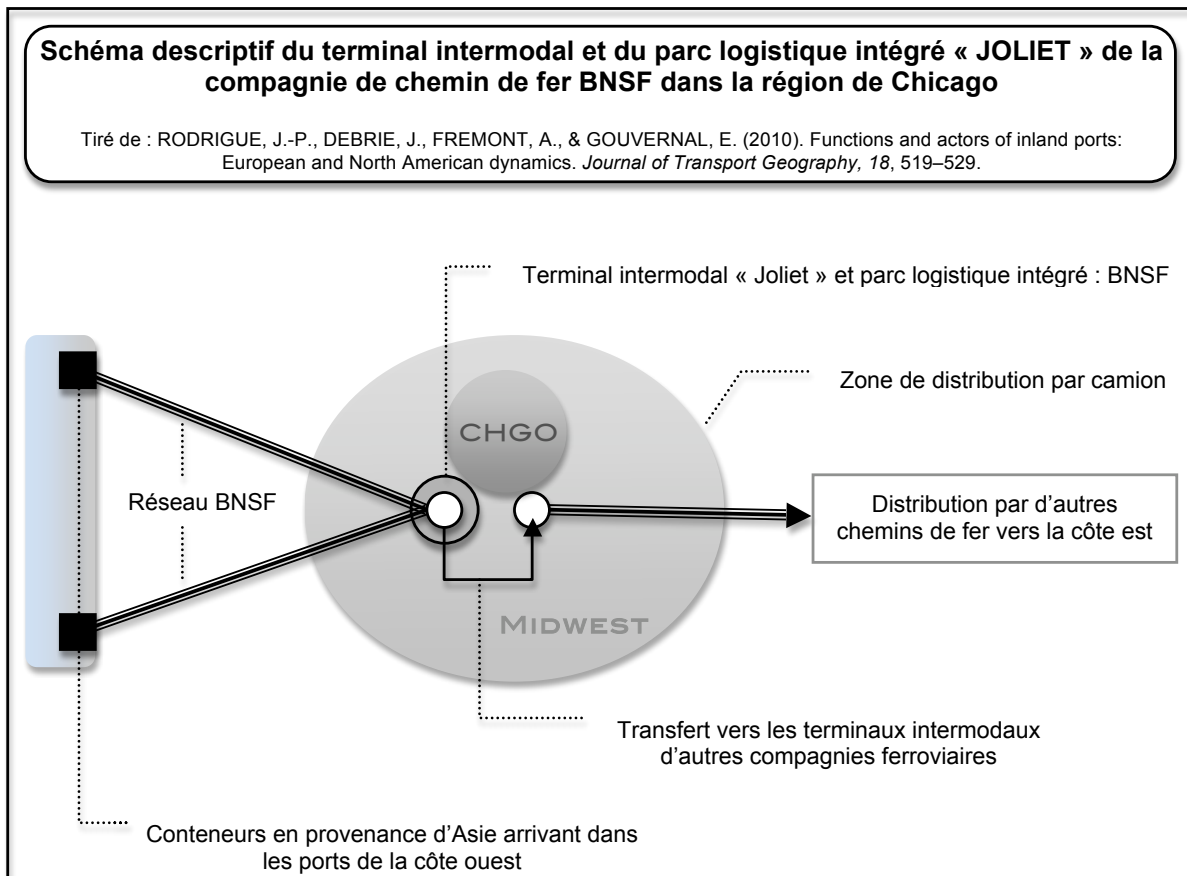 Schéma descriptif du terminal intermodal et du parc logistique intégré « JOLIET » de la
compagnie de chemin de fer BNSF dans la région de Chicago
Tiré de : RODRIGUE, J.-P., DEBRIE, J., FREMONT, A., & GOUVERNAL, E. (2010). Functions and actors of inland ports:
European and North American dynamics. Journal of Transport Geography, 18, 519–529.
Terminal intermodal « Joliet » et parc logistique intégré : BNSF
Zone de distribution par camion
CHGO
Réseau BNSF
Distribution par d’autres
chemins de fer vers la côte est
MIDWEST
Transfert vers les terminaux intermodaux
d’autres compagnies ferroviaires
Conteneurs en provenance d’Asie arrivant dans
les ports de la côte ouest